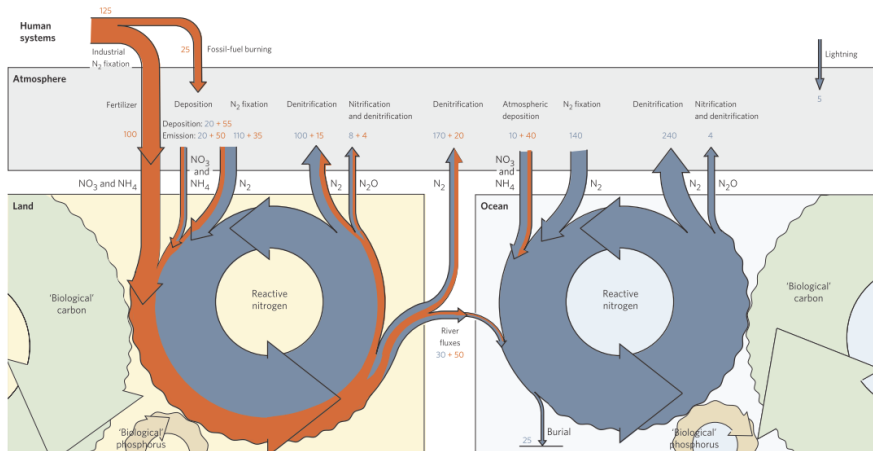 125
Human
systems
Industrial
N2 fixation
25
Fossil-fuel burning
Lightning
Atmosphere
5
Fertilizer
Deposition
N2 fixation
Denitrification
Nitrification
and denitrification
Denitrification
Atmospheric
deposition
N2 fixation
Denitrification
Nitrification
and denitrification
Deposition: 20 + 55
Emission: 20 + 50
100
110 + 35
100 + 15
8 + 4
170 + 20
10 + 40
140
240
4
NO3 and NH4
NO3
and
NH4
N2
N2
N2O
N2
NO3
and
NH4
N2
N2
N2O
Land
Ocean
'Biological'
carbon
Reactive
nitrogen
Reactive
nitrogen
'Biological'
carbon
River
fluxes
30 + 50
Burial
25
'Biological'
phosphorus
'Biological'
phosphorus